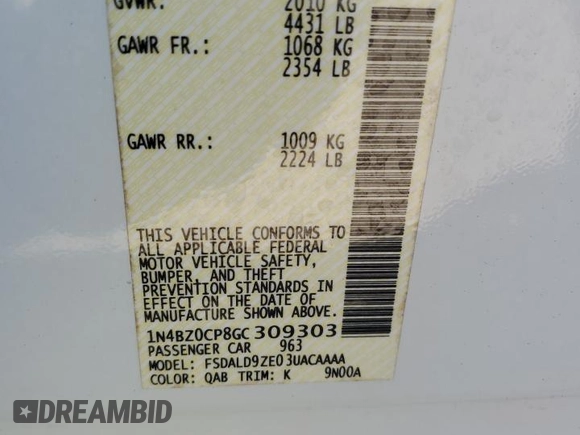 GVWR: 2010 KG
4431 LB
GAWR FR.: 1068 KG
2354 LB
GAWR RR.: 1009 KG
2224 LB
THIS VEHICLE CONFORMS TO
ALL APPLICABLE FEDERAL
MOTOR VEHICLE SAFETY,
BUMPER, AND THEFT
PREVENTION STANDARDS IN
EFFECT ON THE DATE OF
MANUFACTURE SHOWN ABOVE.
1N4BZ0CP8GC309303
PASSENGER CAR 963
MODEL: FSDALD9ZE03UACAAAA
COLOR: QAB TRIM: K 9N00A
DREAMBID